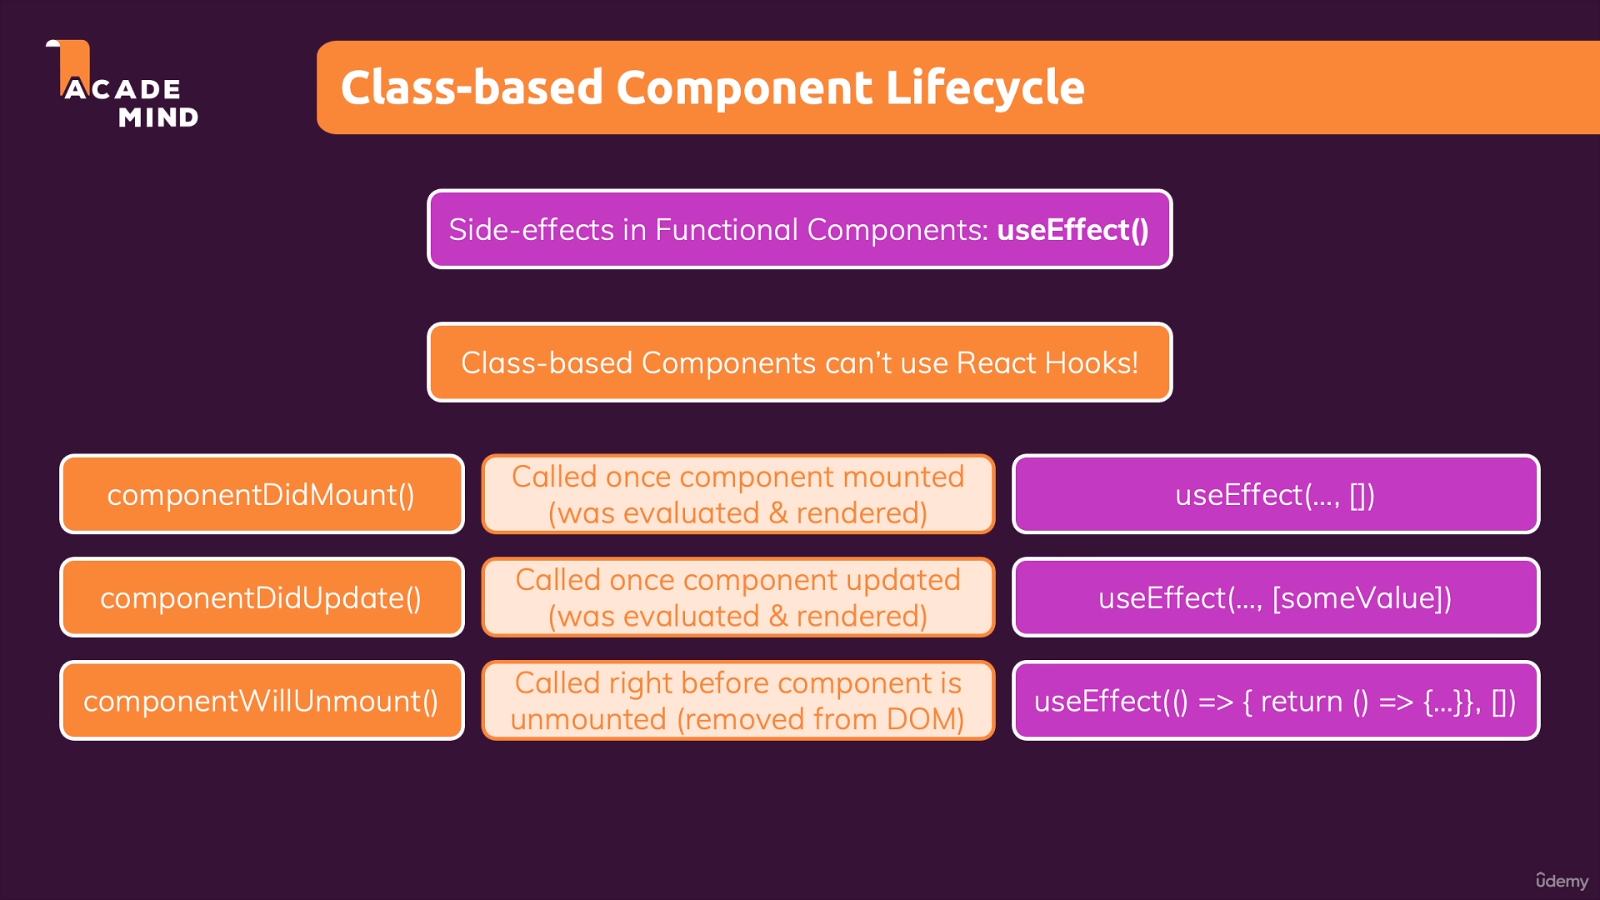 ACADE
MIND
Class-based Component Lifecycle
Side-effects in Functional Components: useEffect()
Class-based Components can’t use React Hooks!
componentDidMount()
Called once component mounted
(was evaluated & rendered)
useEffect(…, [])
componentDidUpdate()
Called once component updated
(was evaluated & rendered)
useEffect(…, [someValue])
componentWillUnmount()
Called right before component is
unmounted (removed from DOM)
useEffect(() => { return () => {…}}, [])
ûdemy